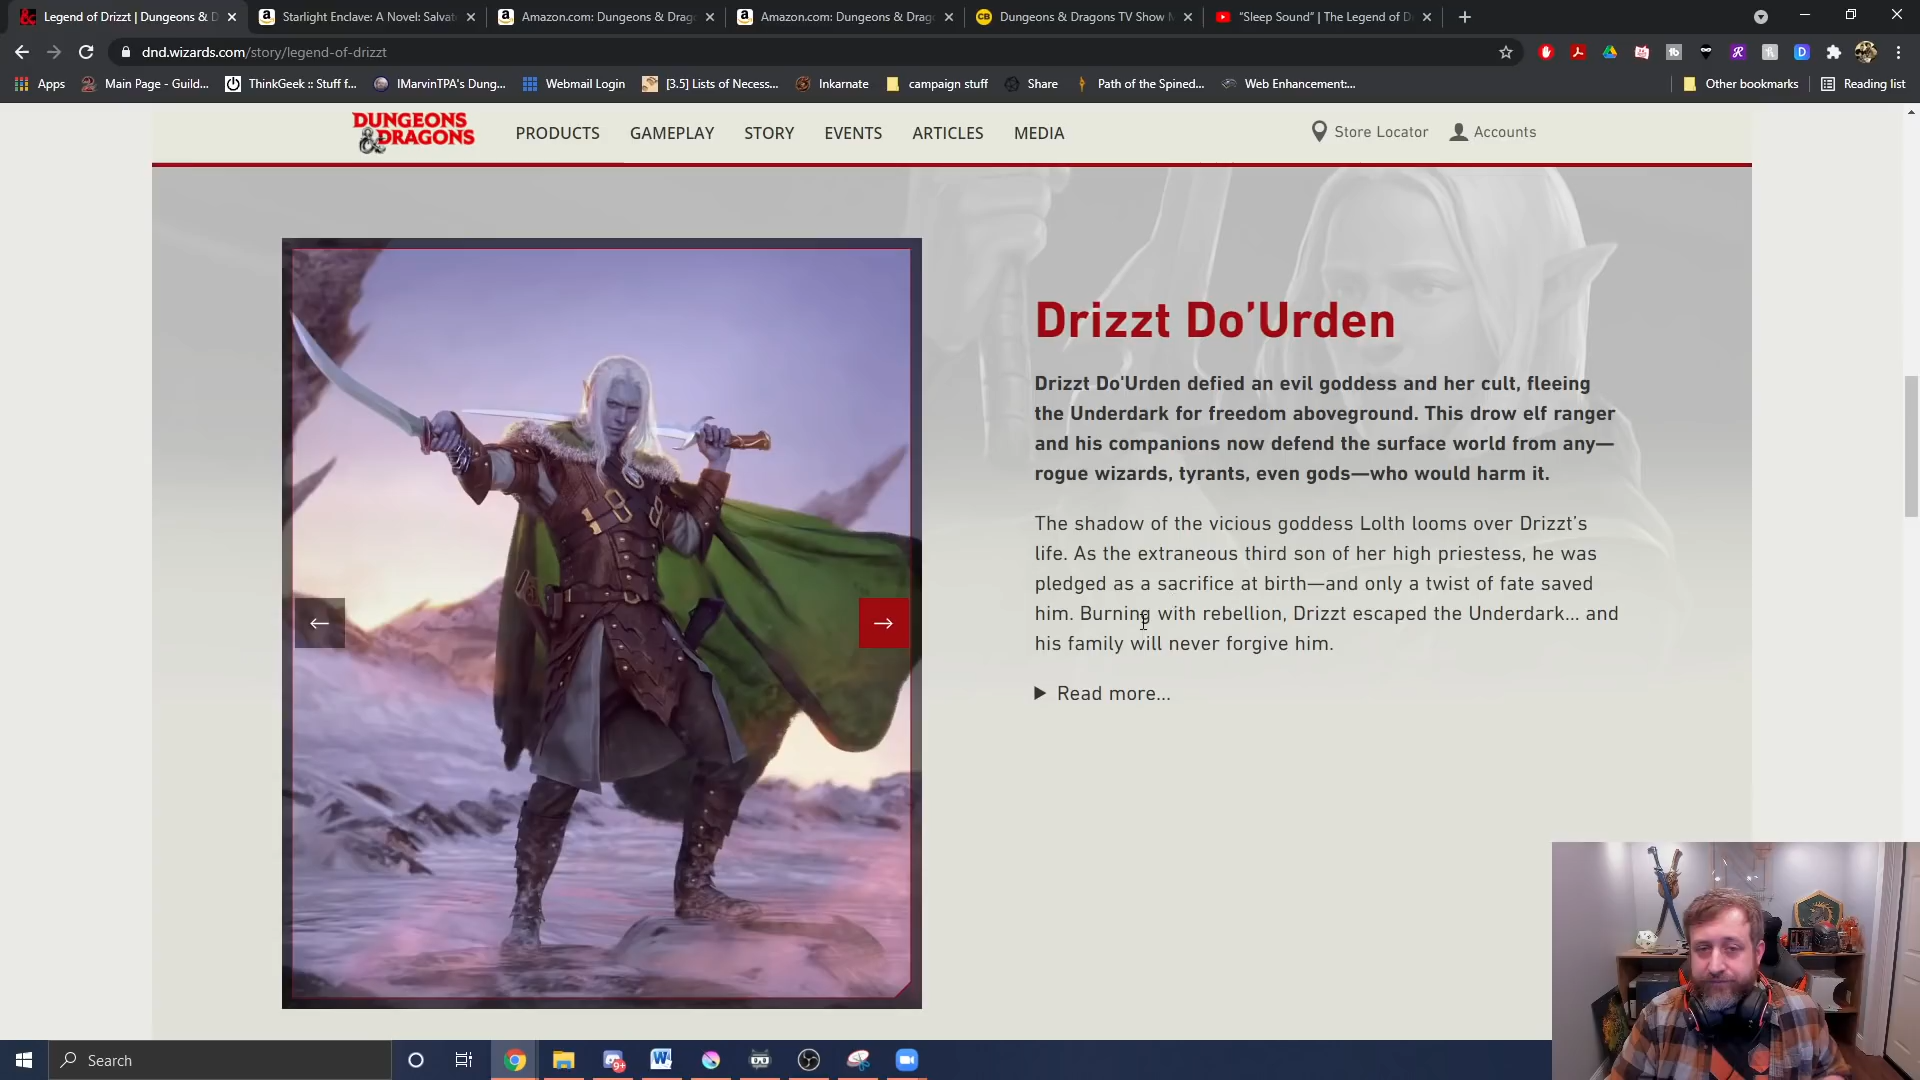 Legend of Drizzt | Dungeons & D
Starlight Enclave: A Novel: Salvat
Amazon.com: Dungeons & Drag
Amazon.com: Dungeons & Drag
Dungeons & Dragons TV Show
"Sleep Sound" | The Legend of D
dnd.wizards.com/story/legend-of-drizzt
Apps
Main Page - Guild...
ThinkGeek :: Stuff f...
IMarvinTPA's Dung...
Webmail Login
[3.5] Lists of Necess...
Inkarnate
campaign stuff
Share
Path of the Spined...
Web Enhancement:...
Other bookmarks
Reading list
DUNGEONS & DRAGONS
PRODUCTS
GAMEPLAY
STORY
EVENTS
ARTICLES
MEDIA
Store Locator
Accounts
Drizzt Do’Urden
Drizzt Do'Urden defied an evil goddess and her cult, fleeing
the Underdark for freedom aboveground. This drow elf ranger
and his companions now defend the surface world from any—
rogue wizards, tyrants, even gods—who would harm it.
The shadow of the vicious goddess Lolth looms over Drizzt’s
life. As the extraneous third son of her high priestess, he was
pledged as a sacrifice at birth—and only a twist of fate saved
him. Burning with rebellion, Drizzt escaped the Underdark... and
his family will never forgive him.
Read more...
Search
9+